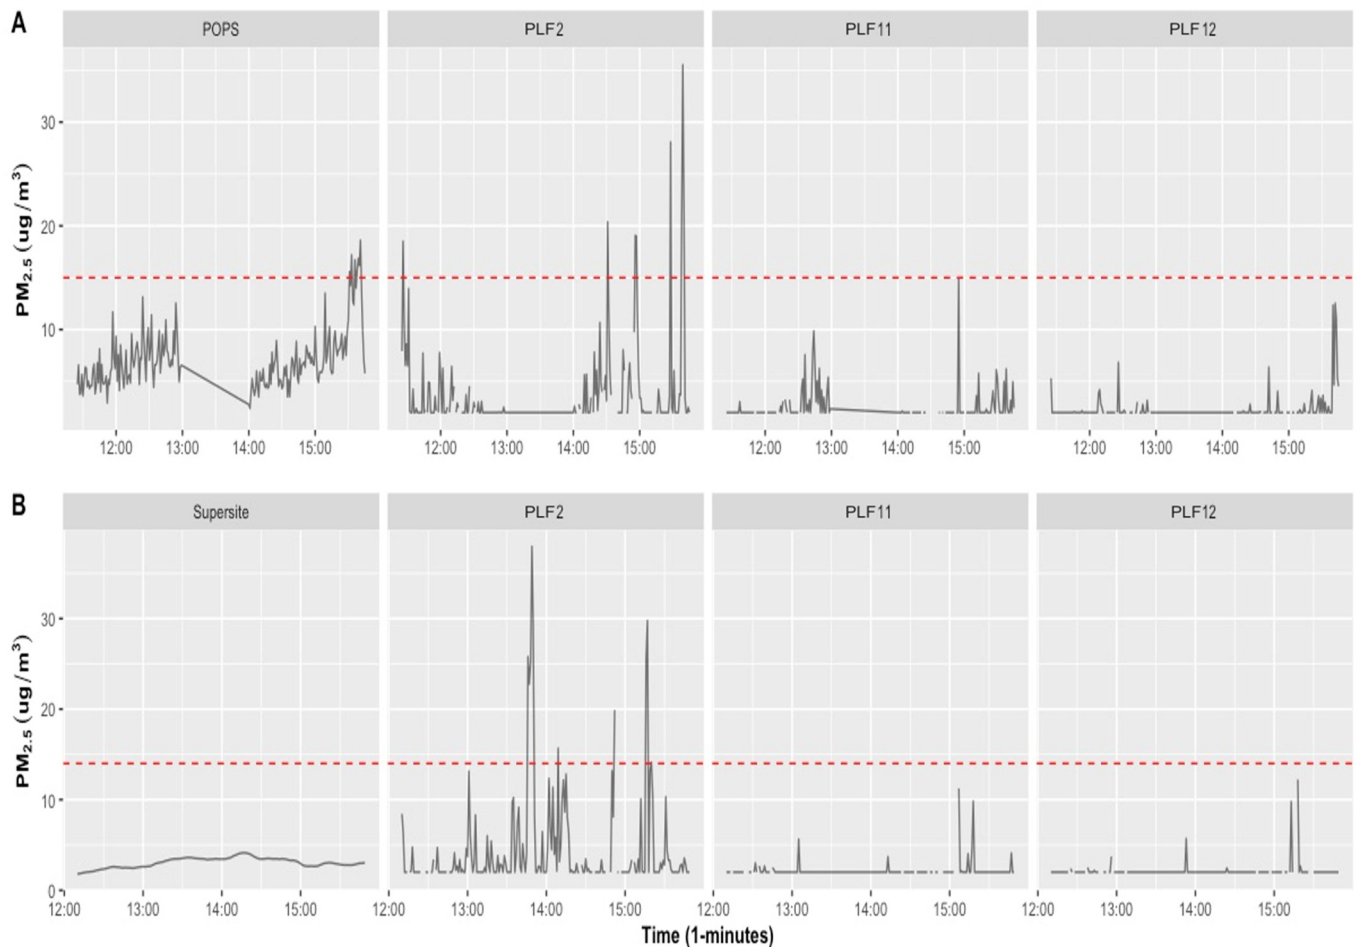 A
POPS PLF2 PLF11 PLF12
PM2.5 (ug/m3)
30
20
10
12:00 13:00 14:00 15:00 12:00 13:00 14:00 15:00 12:00 13:00 14:00 15:00 12:00 13:00 14:00 15:00
B
Supersite PLF2 PLF11 PLF12
PM2.5 (ug/m3)
30
20
10
0
12:00 13:00 14:00 15:00 12:00 13:00 14:00 15:00 12:00 13:00 14:00 15:00 12:00 13:00 14:00 15:00
Time (1-minutes)